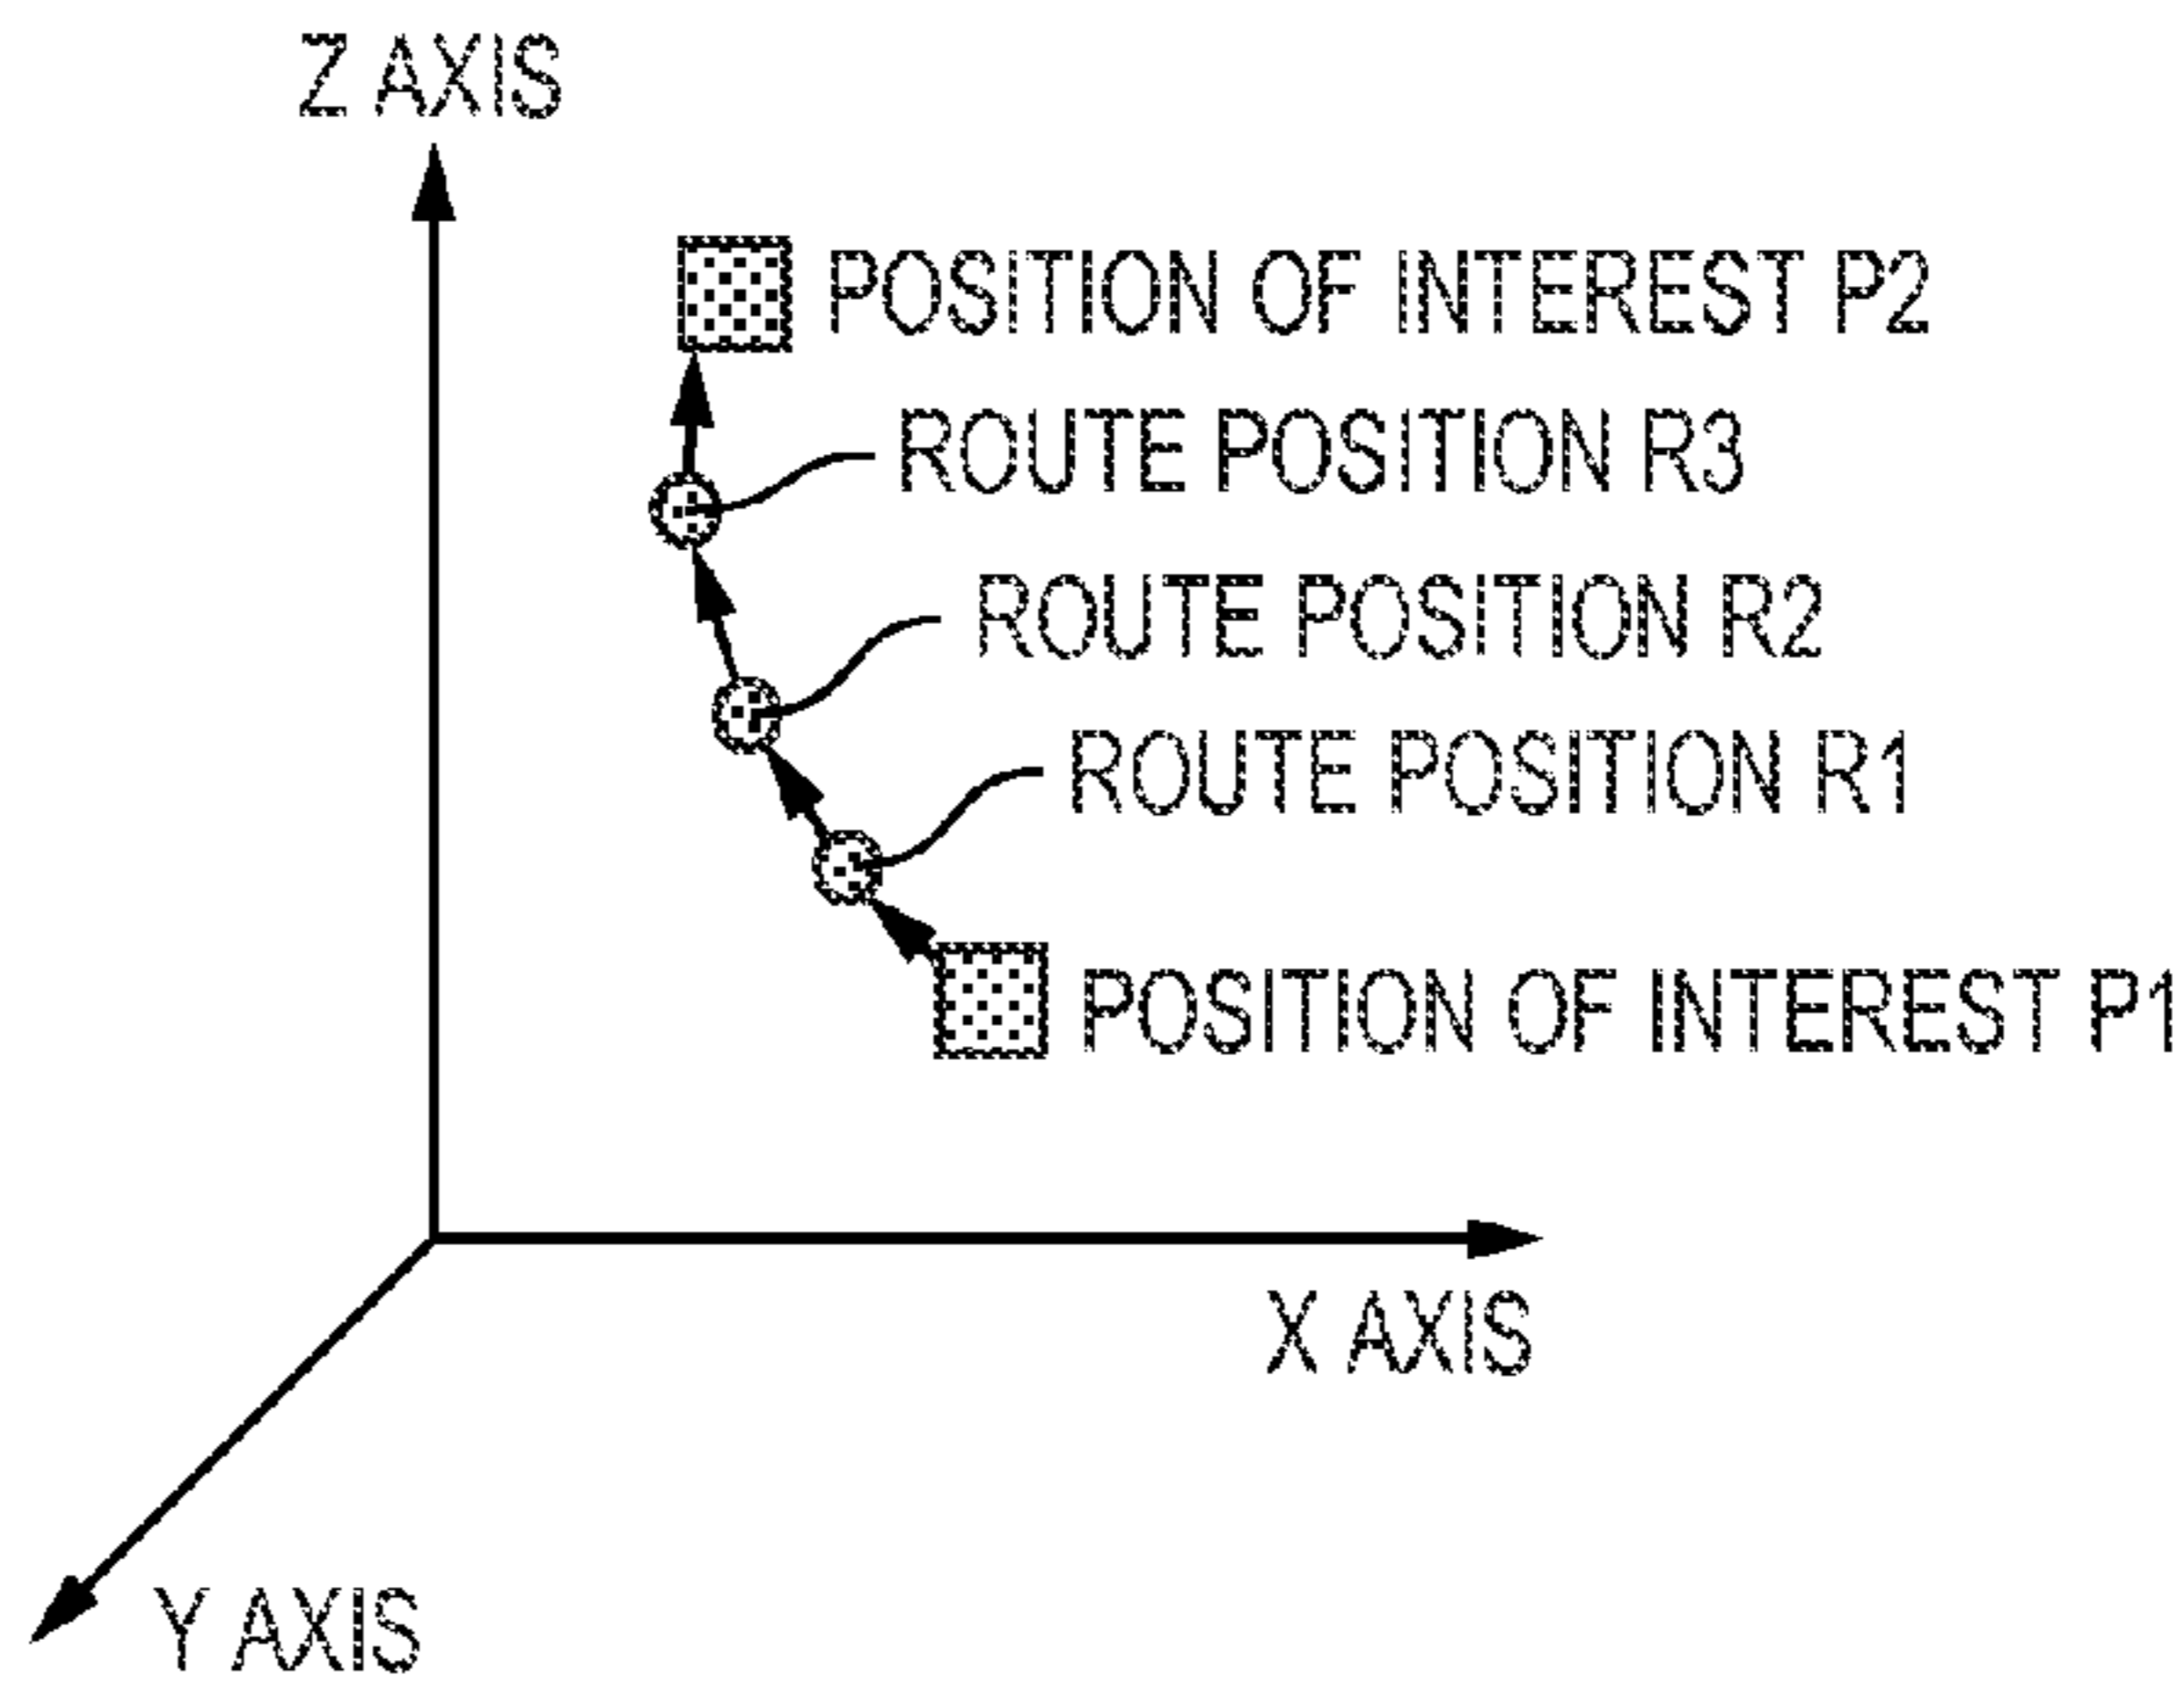 Z AXIS
POSITION OF INTEREST P2
ROUTE POSITION R3
ROUTE POSITION R2
ROUTE POSITION R1
POSITION OF INTEREST P1
X AXIS
Y AXIS